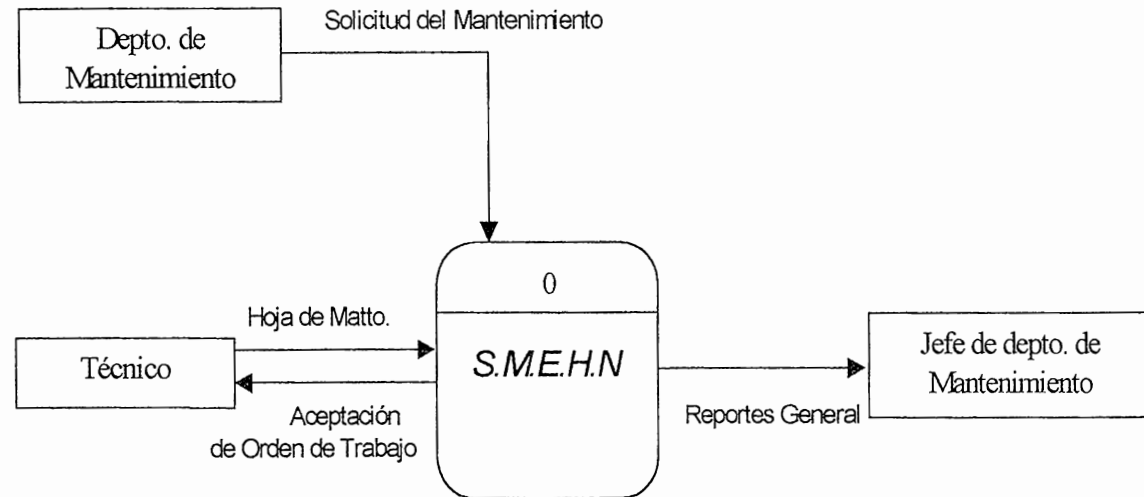 Solicitud del Mantenimiento
Depto. de
Mantenimiento
0
Hoja de Matto.
Técnico
S.M.E.H.N
Jefe de depto. de
Mantenimiento
Aceptación
de Orden de Trabajo
Reportes General